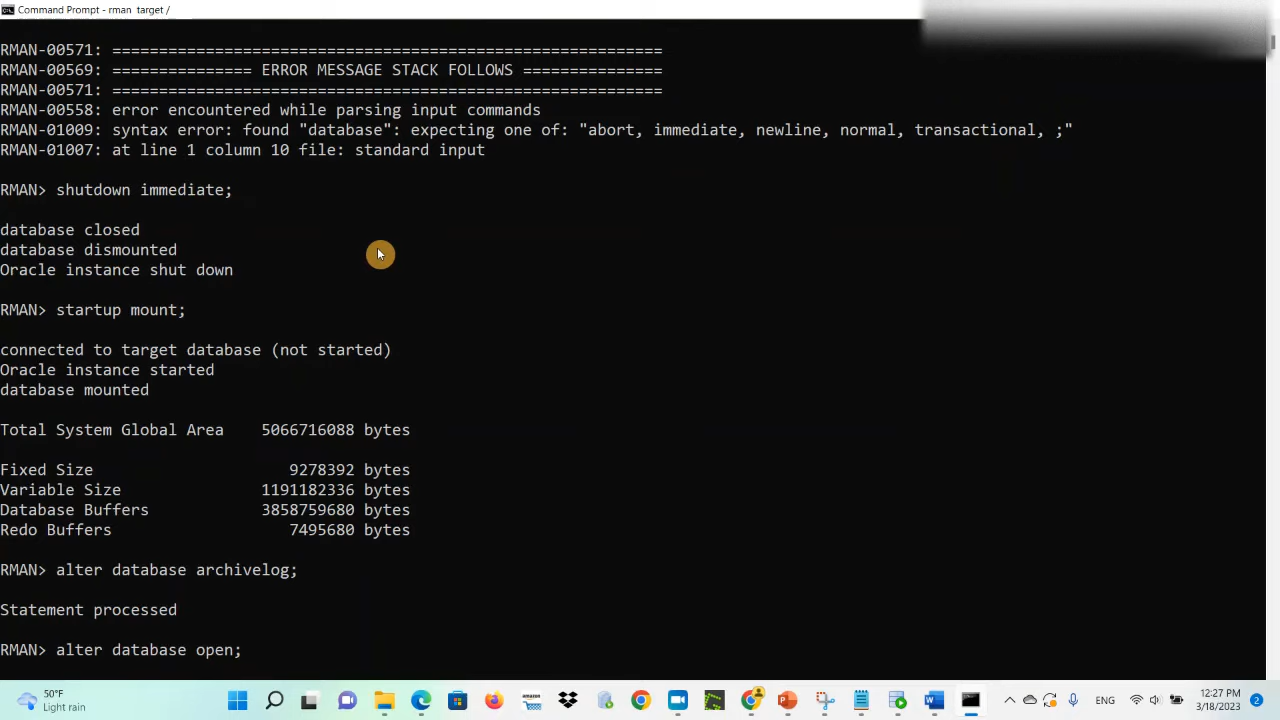 Command Prompt - rman target /
RMAN-00571: ===========================================================
RMAN-00569: =============== ERROR MESSAGE STACK FOLLOWS ===============
RMAN-00571: ===========================================================
RMAN-00558: error encountered while parsing input commands
RMAN-01009: syntax error: found "database": expecting one of: "abort, immediate, newline, normal, transactional, ;"
RMAN-01007: at line 1 column 10 file: standard input
RMAN> shutdown immediate;
database closed
database dismounted
Oracle instance shut down
RMAN> startup mount;
connected to target database (not started)
Oracle instance started
database mounted
Total System Global Area    5066716088 bytes
Fixed Size                     9278392 bytes
Variable Size               1191182336 bytes
Database Buffers            3858759680 bytes
Redo Buffers                   7495680 bytes
RMAN> alter database archivelog;
Statement processed
RMAN> alter database open;
50°F
Light rain
amazon
ENG
12:27 PM
3/18/2023
2